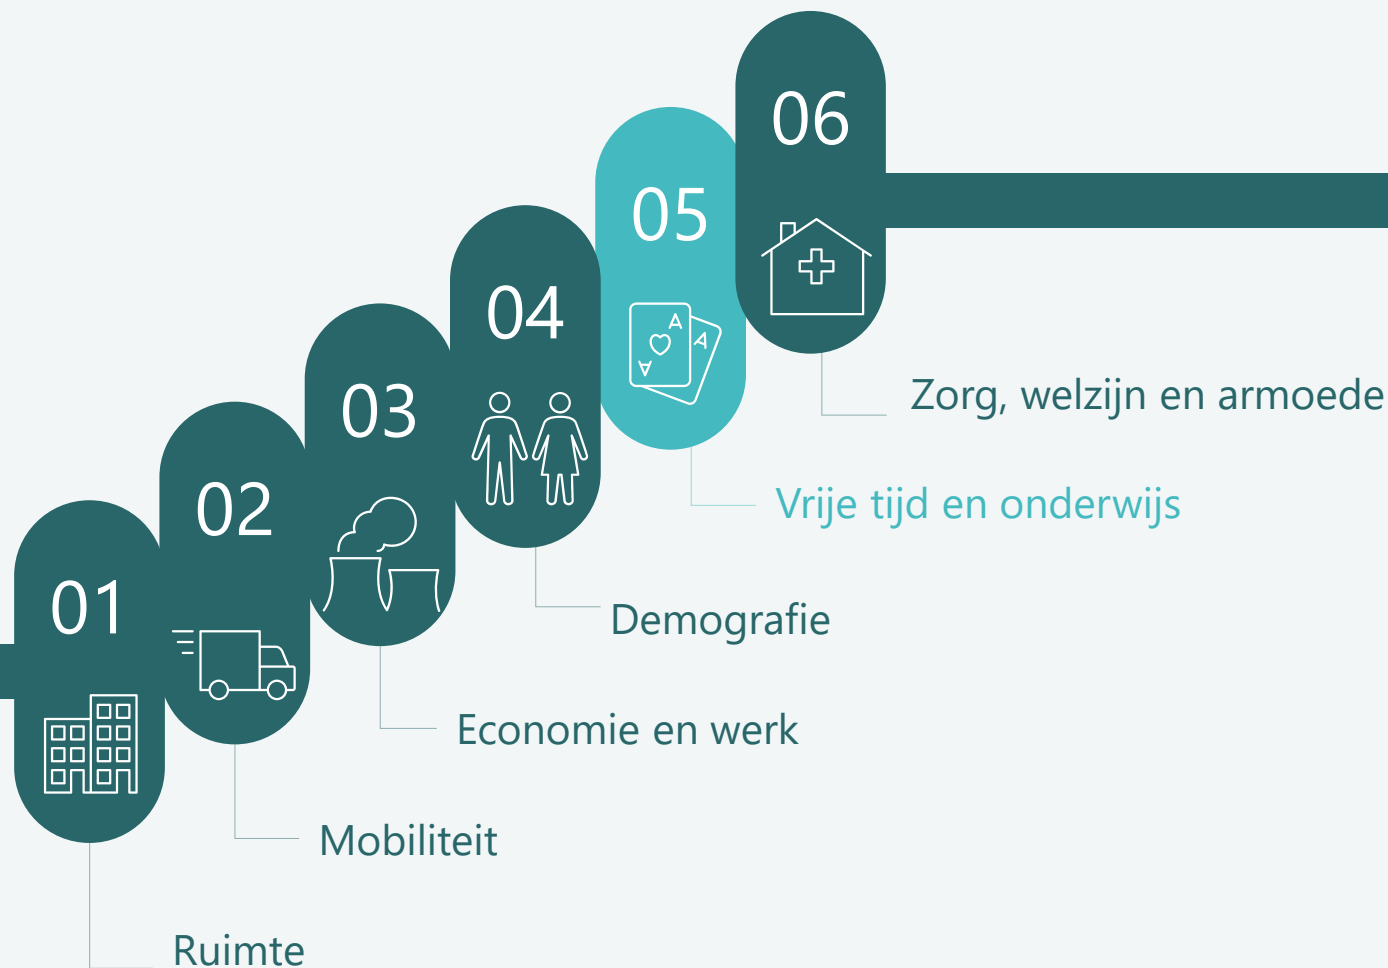 06
05
04
03
02
01
A
A
A
Zorg, welzijn en armoede
Vrije tijd en onderwijs
Demografie
Economie en werk
Mobiliteit
Ruimte